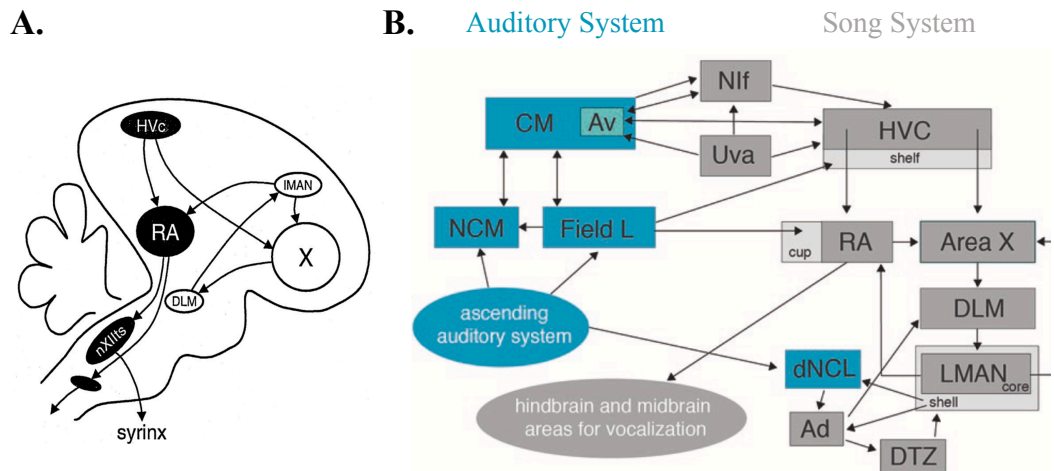 A.
HVc
lMAN
RA
X
DLM
nXIIts
syrinx
B.
Auditory System
Song System
NIf
CM
Av
HVC
Uva
shelf
NCM
Field L
cup
RA
Area X
ascending
auditory system
DLM
dNCL
LMAN
core
shell
hindbrain and midbrain
areas for vocalization
Ad
DTZ